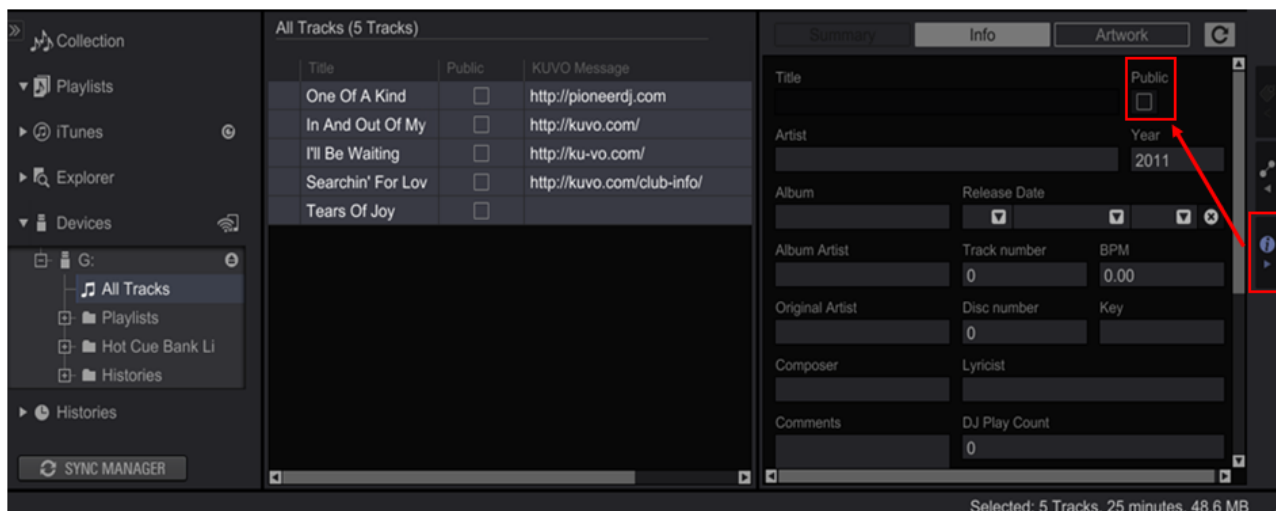 Collection
Playlists
iTunes
Explorer
Devices
G:
All Tracks
Playlists
Hot Cue Bank Li
Histories
Histories
SYNC MANAGER
All Tracks (5 Tracks)
Title Public KUVO Message
One Of A Kind http://pioneerdj.com
In And Out Of My http://kuvo.com/
I'll Be Waiting http://ku-vo.com/
Searchin' For Lov http://kuvo.com/club-info/
Tears Of Joy
Summary Info Artwork
Title Public
Artist Year
2011
Album Release Date
Album Artist Track number BPM
0 0.00
Original Artist Disc number Key
0
Composer Lyricist
Comments DJ Play Count
0
Selected: 5 Tracks, 25 minutes, 48.6 MB